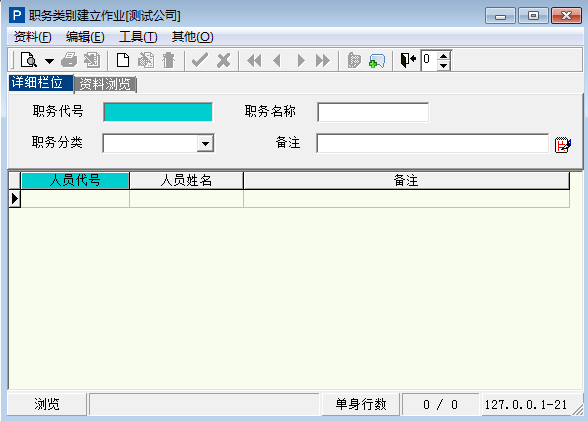 P 职务类别建立作业[测试公司]
资料(F) 编辑(E) 工具(T) 其他(O)
0
详细栏位 资料浏览
职务代号 职务名称
职务分类 备注
人员代号 人员姓名 备注
浏览 单身行数 0 / 0 127.0.0.1-21